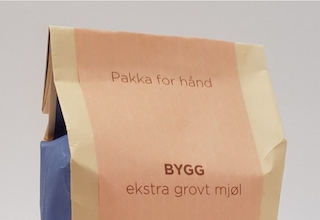 Pakka for hånd
BYGG
ekstra grovt mjøl